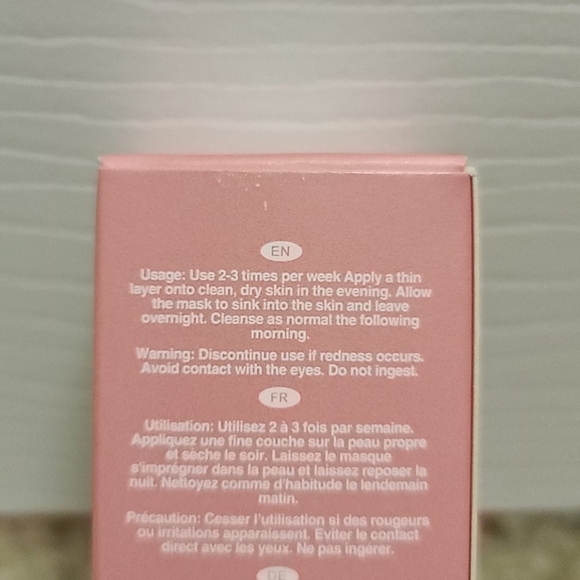 EN
Usage: Use 2-3 times per week Apply a thin
layer onto clean, dry skin in the evening. Allow
the mask to sink into the skin and leave
overnight. Cleanse as normal the following
morning.
Warning: Discontinue use if redness occurs.
Avoid contact with the eyes. Do not ingest.
FR
Utilisation: Utilisez 2 à 3 fois par semaine.
Appliquez une fine couche sur la peau propre
et sèche le soir. Laissez le masque
s'imprégner dans la peau et laissez reposer la
nuit. Nettoyez comme d'habitude le lendemain
matin.
Précaution: Cesser l'utilisation si des rougeurs
ou irritations apparaissent. Eviter le contact
direct avec les yeux. Ne pas ingérer.
DE